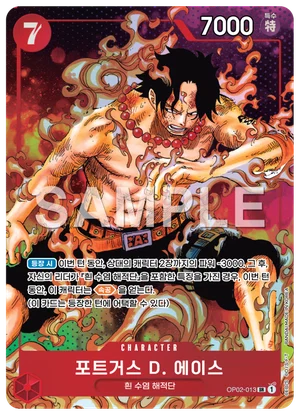 7
7000
특수
特
SAMPLE
등장 시 이번 턴 동안, 상대의 캐릭터 2장까지의 파워 -3000. 그 후,
자신의 리더가 『흰 수염 해적단』을 포함한 특징을 가진 경우, 이번 턴
동안, 이 캐릭터는 속공 을 얻는다.
(이 카드는 등장한 턴에 어택할 수 있다)
CHARACTER
포트거스 D. 에이스
흰 수염 해적단
OP02-013 SR 1